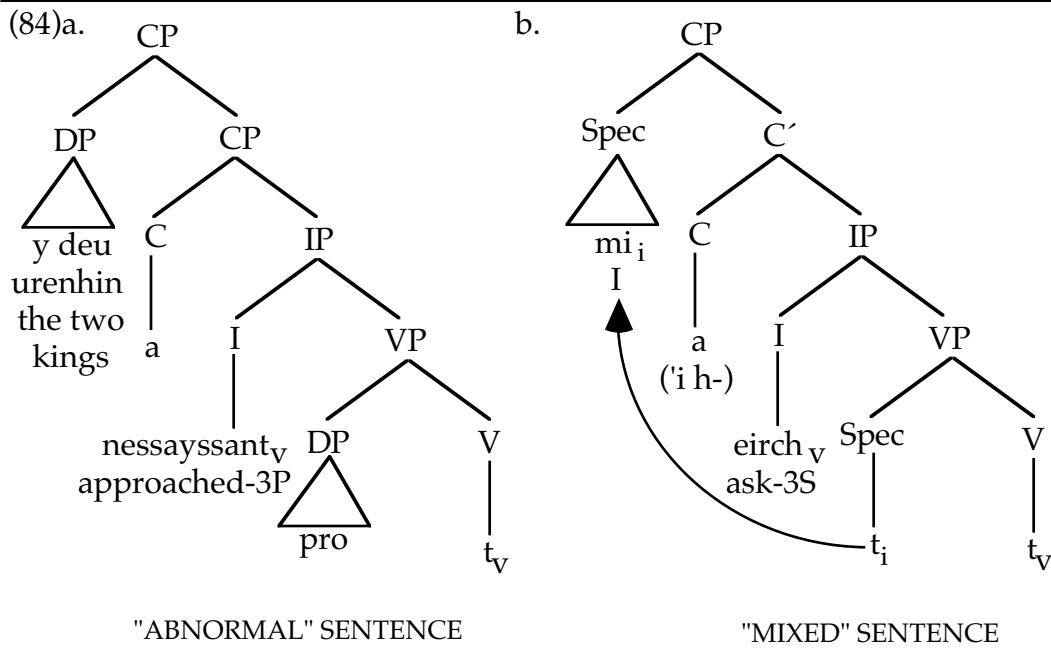 (84)a.
CP
DP
CP
y deu
urenhin
the two
kings
C
IP
a
I
VP
nessayssant v
approached-3P
DP
V
pro
t v
"ABNORMAL" SENTENCE
b.
CP
Spec
C´
mi i
I
C
IP
a
('i h-)
I
VP
eirch v
ask-3S
Spec
V
t i
t v
"MIXED" SENTENCE